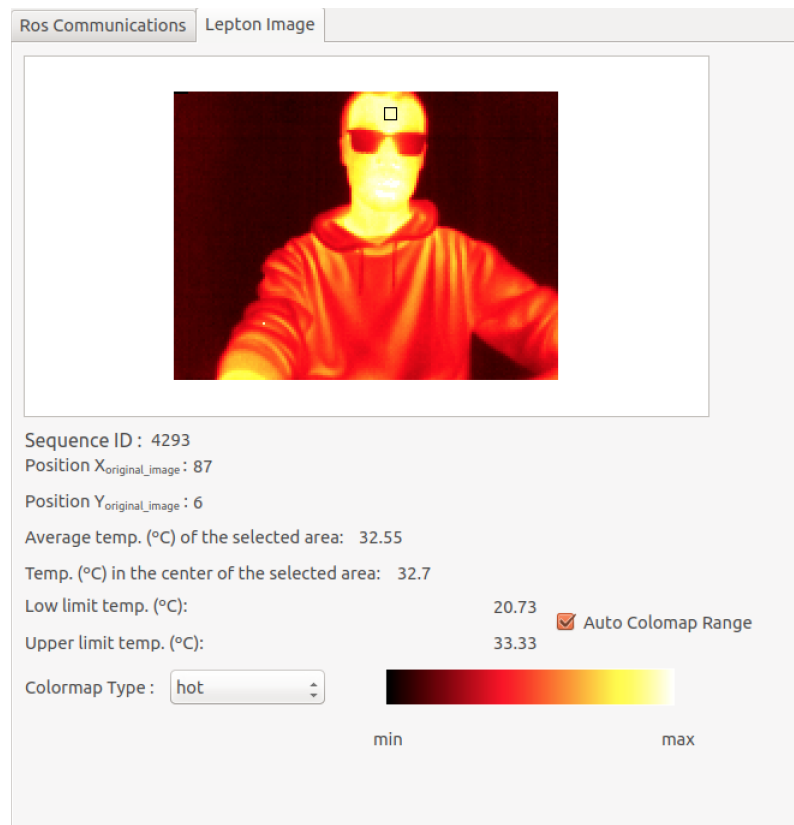 Ros Communications Lepton Image
Sequence ID : 4293
Position Xoriginal_image : 87
Position Yoriginal_image : 6
Average temp. (ºC) of the selected area: 32.55
Temp. (ºC) in the center of the selected area: 32.7
Low limit temp. (ºC): 20.73
Auto Colomap Range
Upper limit temp. (ºC): 33.33
Colormap Type : hot
min max